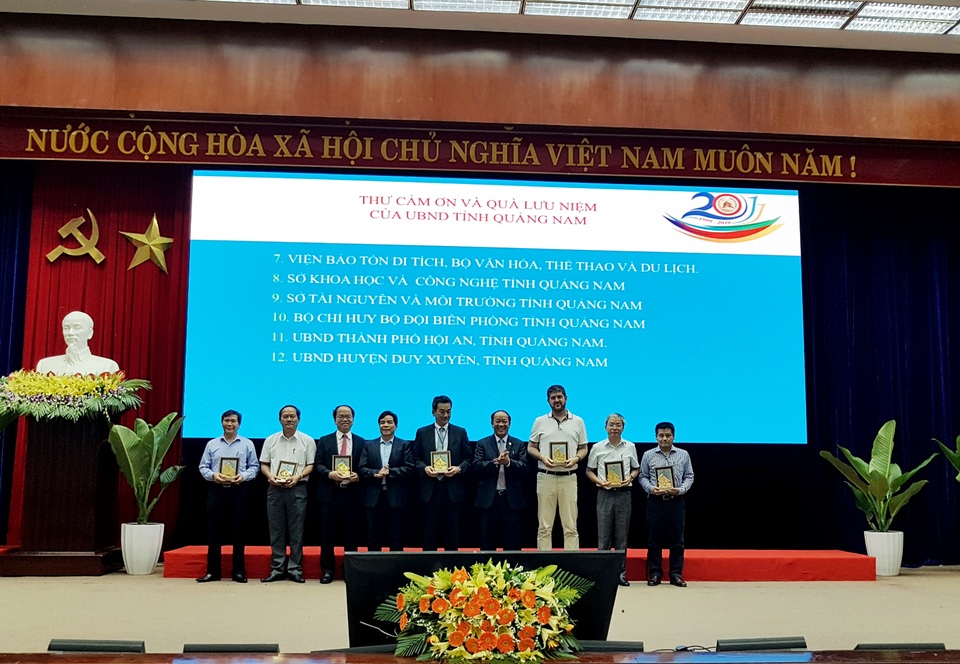 NƯỚC CỘNG HÒA XÃ HỘI CHỦ NGHĨA VIỆT NAM MUÔN NĂM !
THƯ CẢM ƠN VÀ QUÀ LƯU NIỆM
CỦA UBND TỈNH QUẢNG NAM
20
7. VIỆN BẢO TỒN DI TÍCH, BỘ VĂN HÓA, THỂ THAO VÀ DU LỊCH.
8. SỞ KHOA HỌC VÀ CÔNG NGHỆ TỈNH QUẢNG NAM
9. SỞ TÀI NGUYÊN VÀ MÔI TRƯỜNG TỈNH QUẢNG NAM
10. BỘ CHỈ HUY BỘ ĐỘI BIÊN PHÒNG TỈNH QUẢNG NAM
11. UBND THÀNH PHỐ HỘI AN, TỈNH QUẢNG NAM.
12. UBND HUYỆN DUY XUYÊN, TỈNH QUẢNG NAM